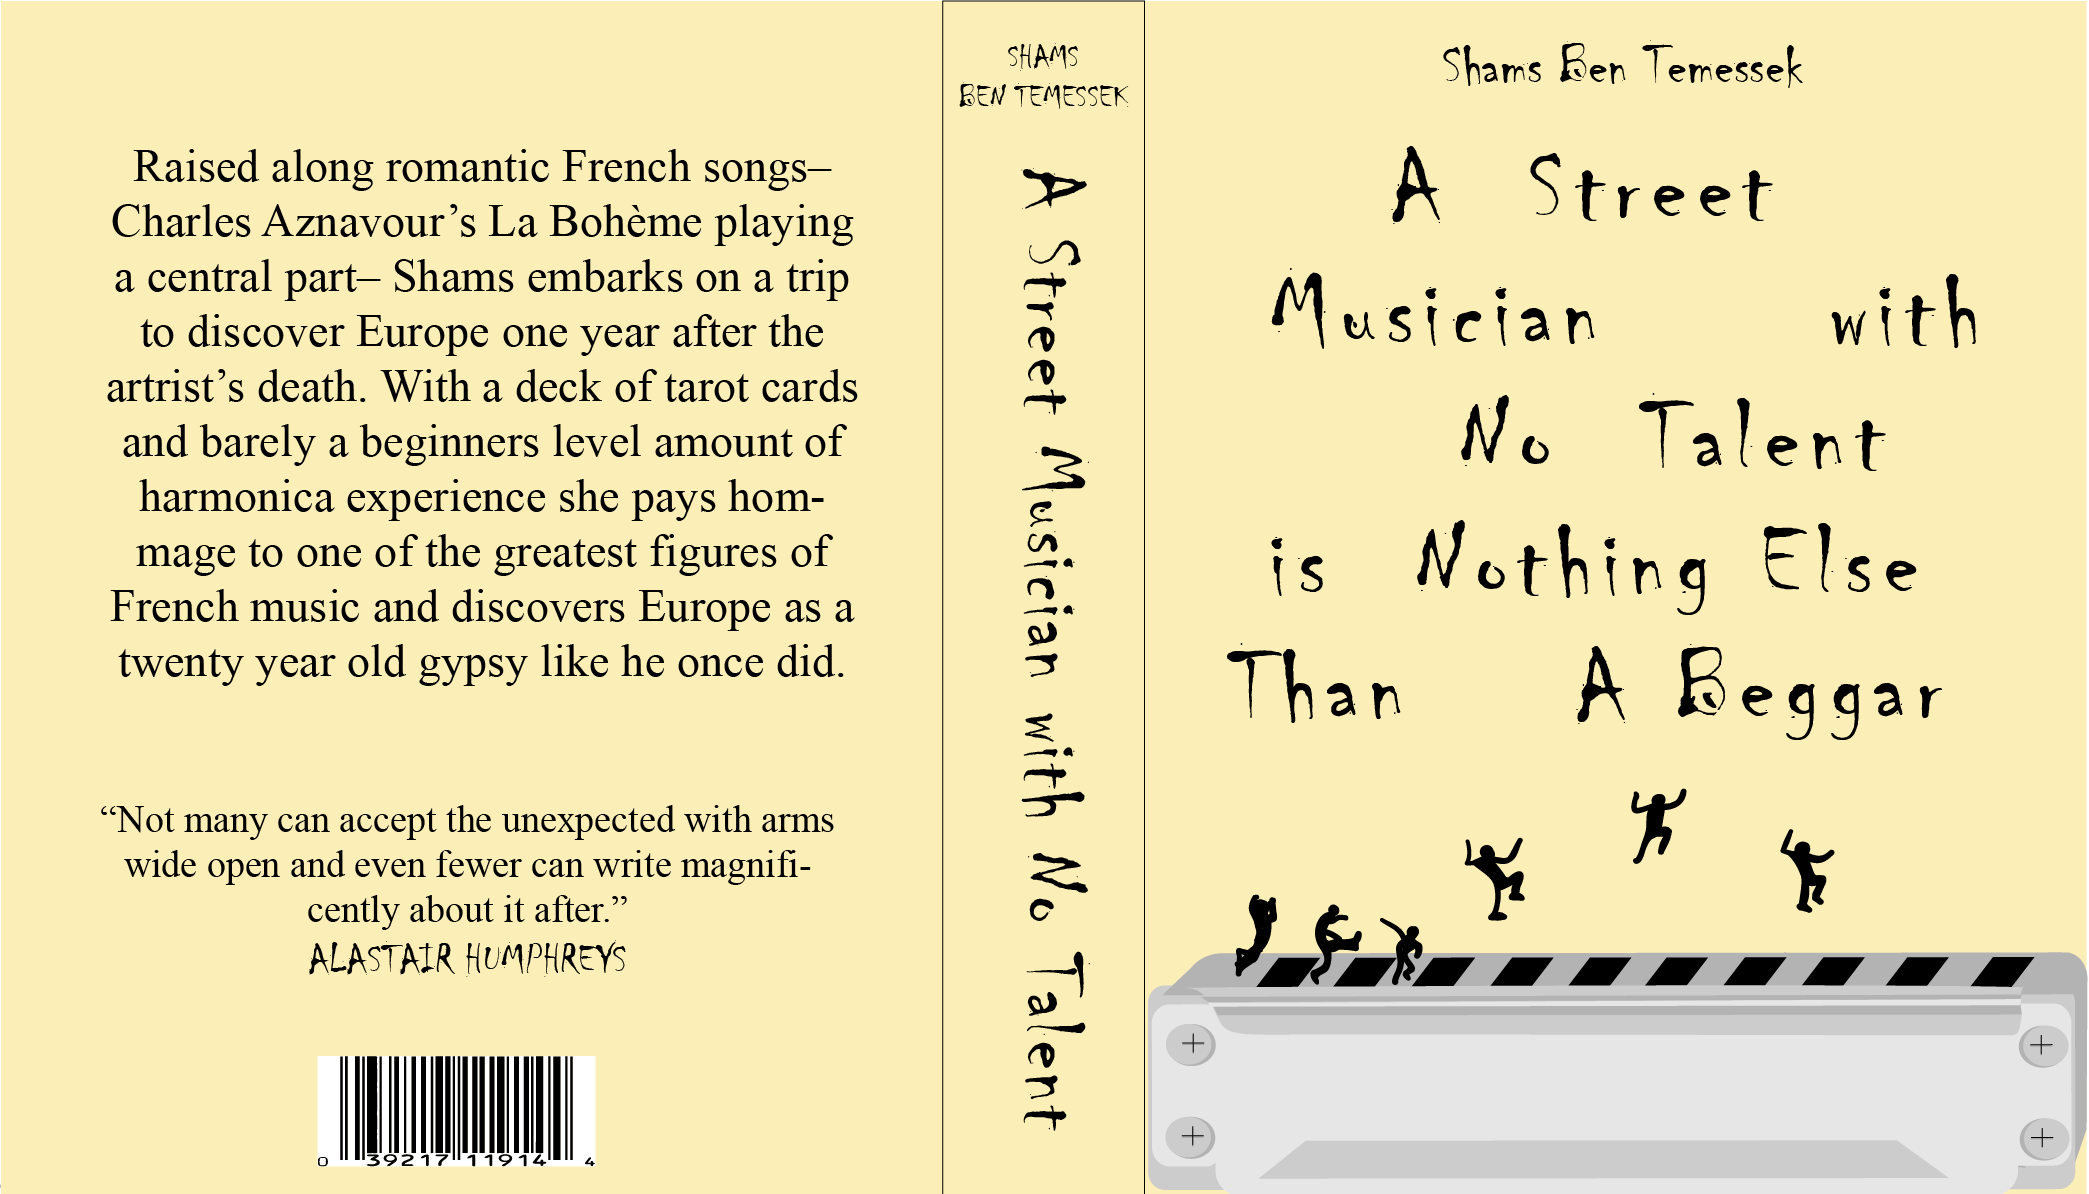 Raised along romantic French songs–
Charles Aznavour’s La Bohème playing
a central part– Shams embarks on a trip
to discover Europe one year after the
artrist’s death. With a deck of tarot cards
and barely a beginners level amount of
harmonica experience she pays hom-
mage to one of the greatest figures of
French music and discovers Europe as a
twenty year old gypsy like he once did.
“Not many can accept the unexpected with arms
wide open and even fewer can write magnifi-
cently about it after.”
ALASTAIR HUMPHREYS
0 39217 11914 4
SHAMS
BEN TEMESSEK
A Street Musician with No Talent
Shams Ben Temessek
A Street
Musician with
No Talent
is Nothing Else
Than A Beggar